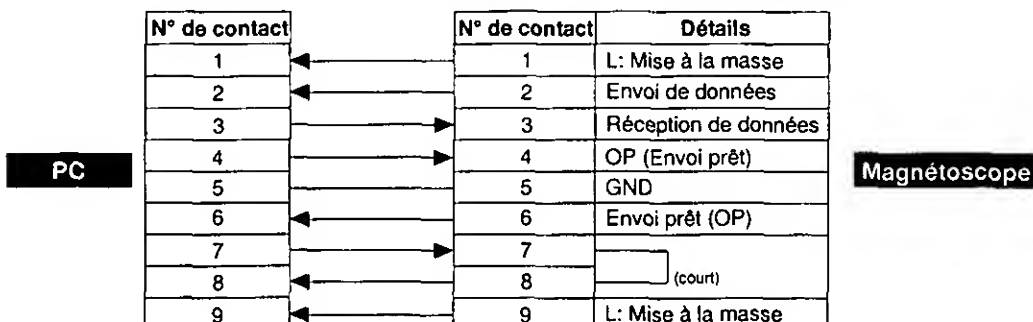 N° de contact N° de contact Détails
1 1 L: Mise à la masse
2 2 Envoi de données
3 3 Réception de données
4 4 OP (Envoi prêt)
PC Magnétoscope
5 5 GND
6 6 Envoi prêt (OP)
7 7
8 8 (court)
9 9 L: Mise à la masse